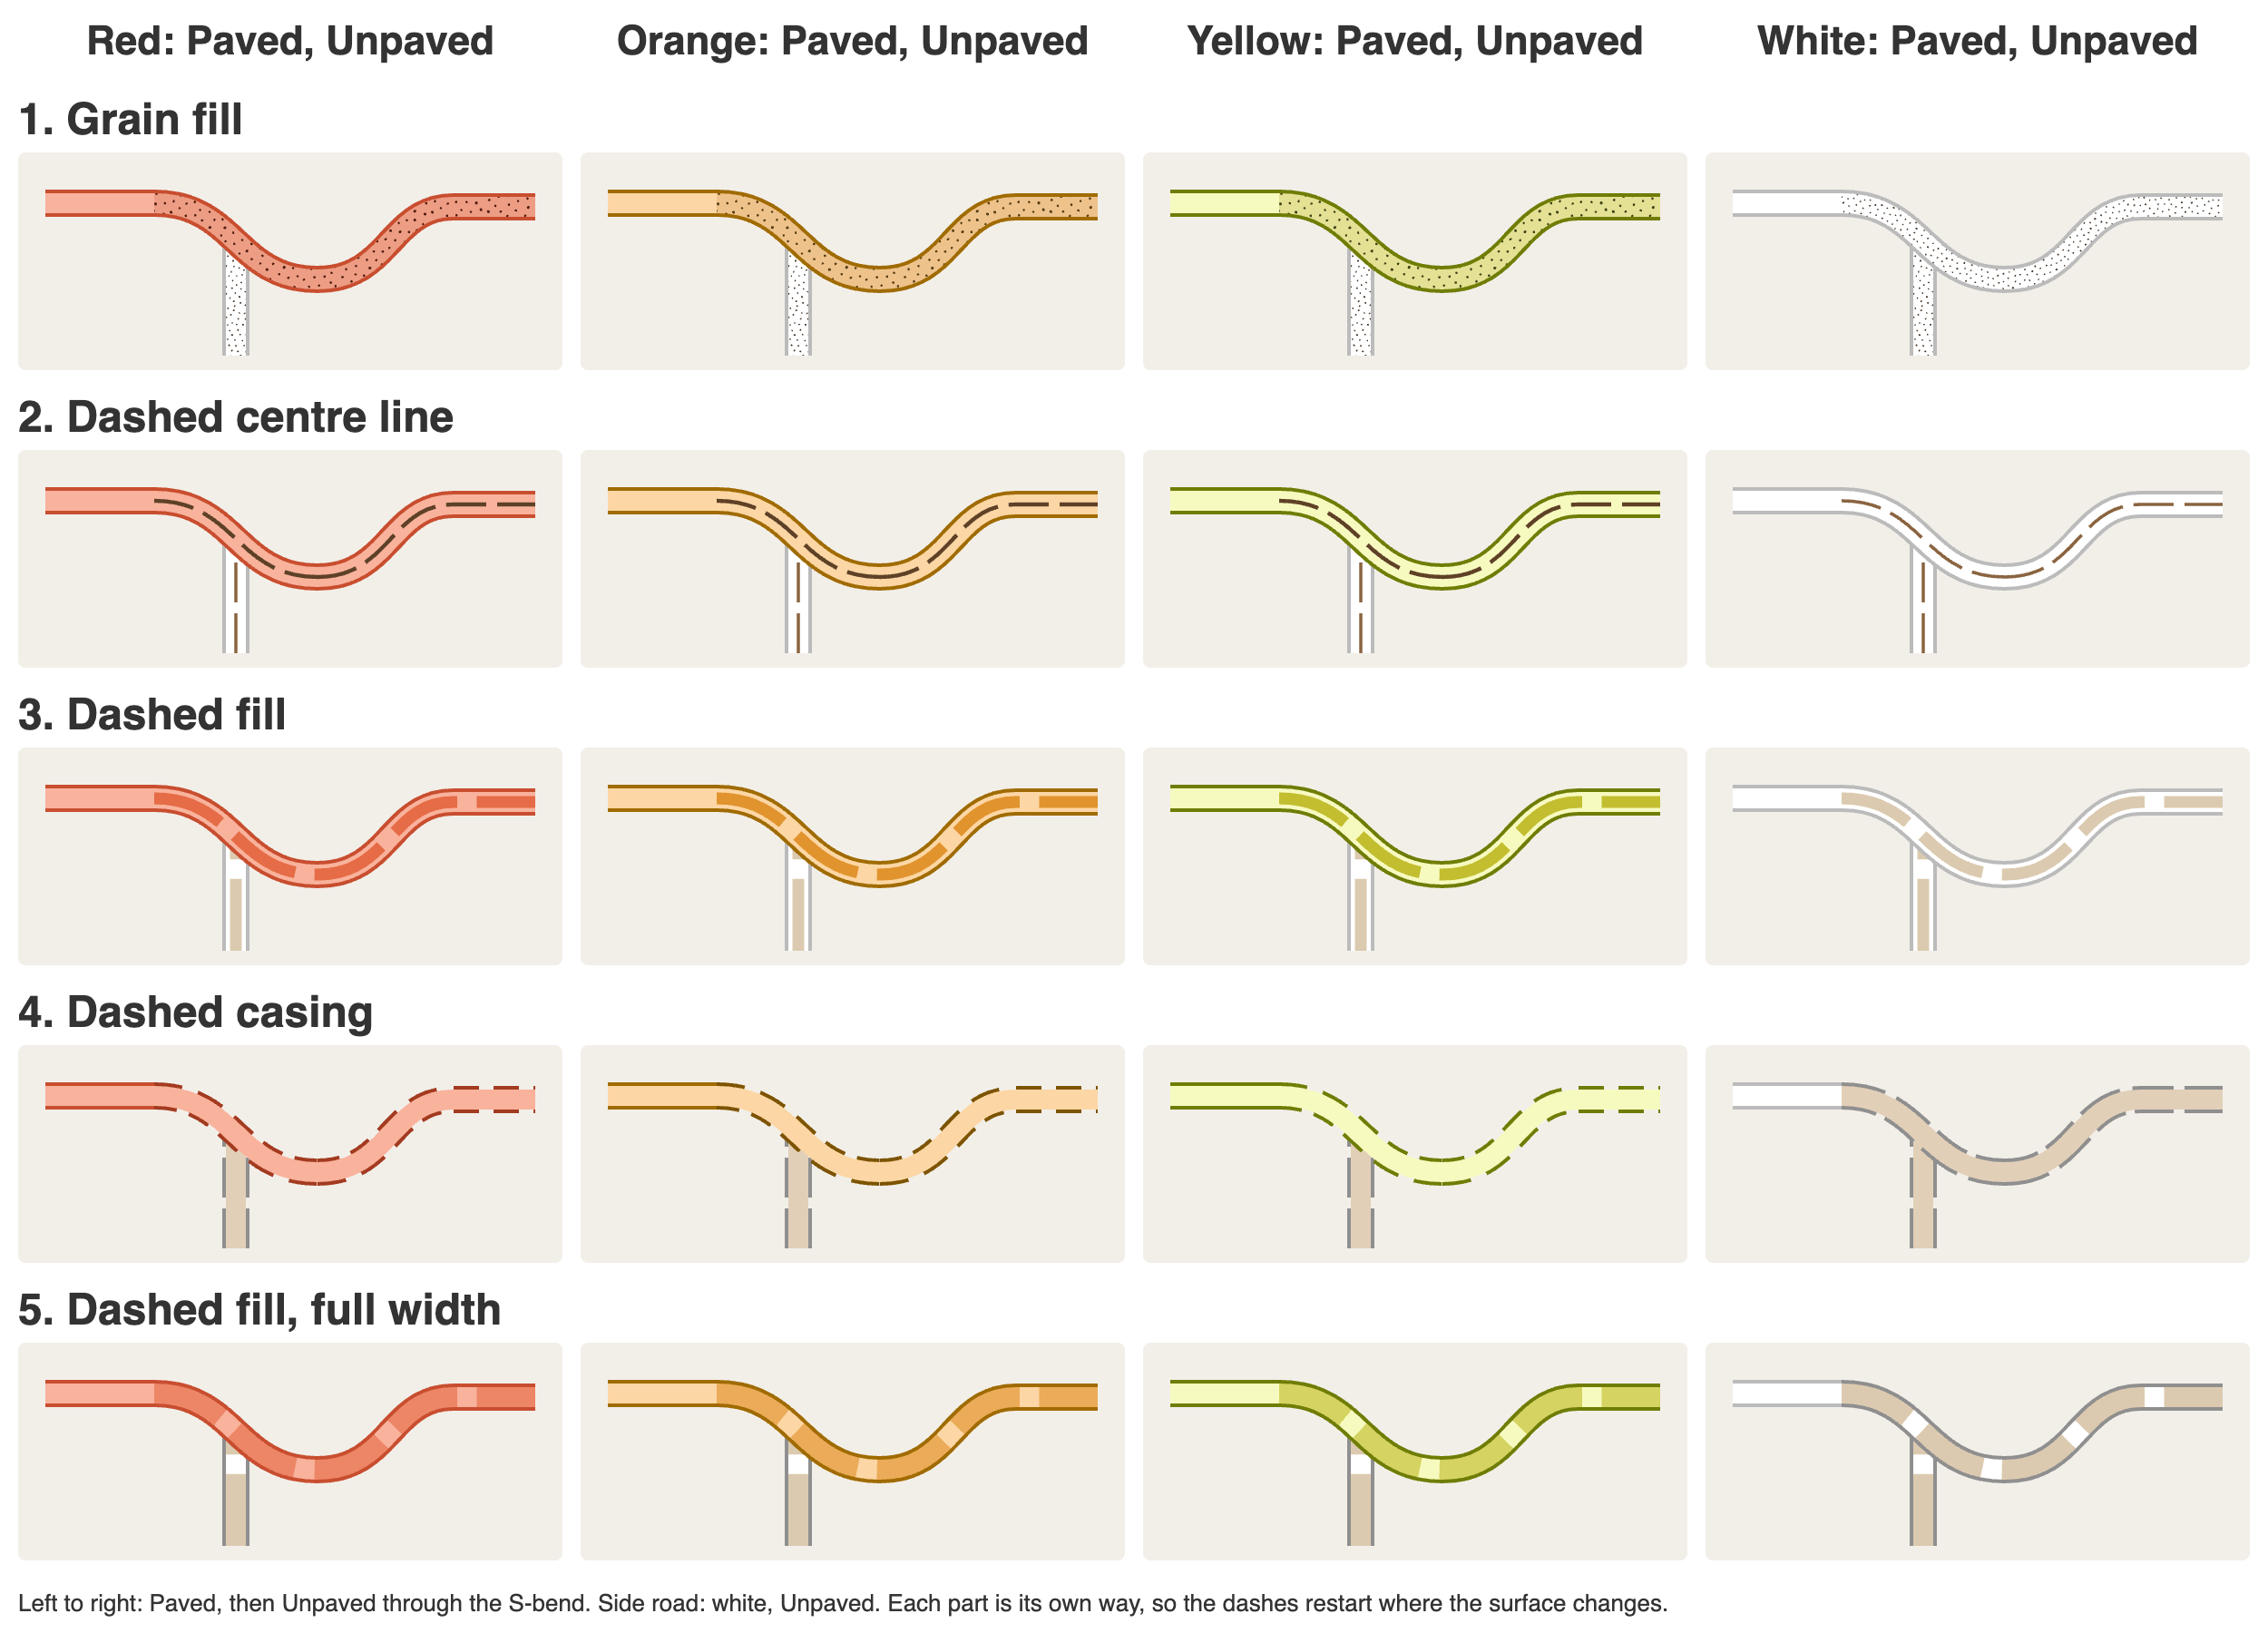 Red: Paved, Unpaved
Orange: Paved, Unpaved
Yellow: Paved, Unpaved
White: Paved, Unpaved
1. Grain fill
2. Dashed centre line
3. Dashed fill
4. Dashed casing
5. Dashed fill, full width
Left to right: Paved, then Unpaved through the S-bend. Side road: white, Unpaved. Each part is its own way, so the dashes restart where the surface changes.